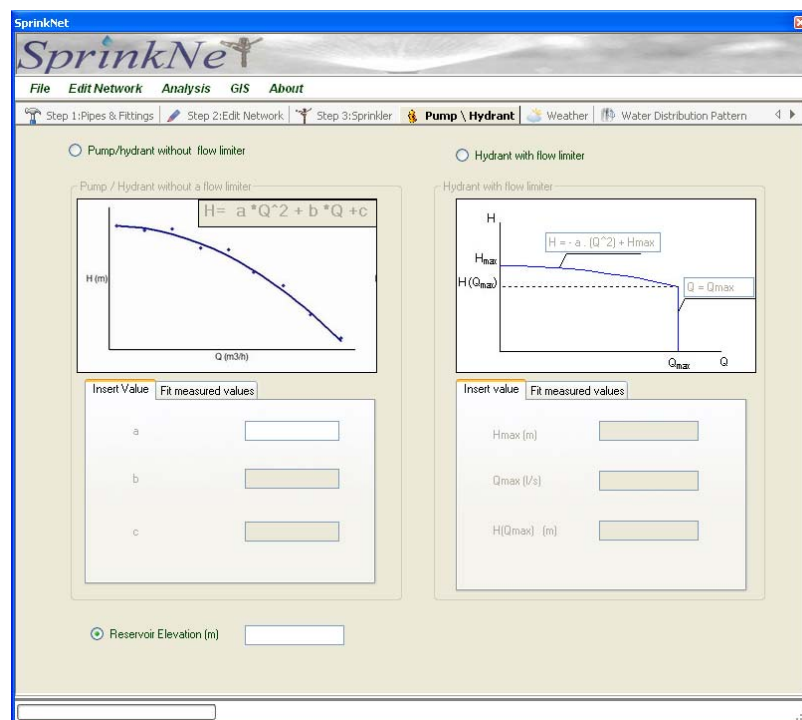 SprinkNet
SprinkNet
File Edit Network Analysis GIS About
Step 1:Pipes & Fittings Step 2:Edit Network Step 3:Sprinkler Pump \ Hydrant Weather Water Distribution Pattern
Pump/hydrant without flow limiter
Pump / Hydrant without a flow limiter
H= a *Q^2 + b *Q +c
H (m)
Q (m3/h)
Insert Value Fit measured values
a
b
c
Reservoir Elevation (m)
Hydrant with flow limiter
Hydrant with flow limiter
H
H = - a . (Q^2) + Hmax
Hmax
H(Qmax)
Q = Qmax
Qmax Q
Insert value Fit measured values
Hmax (m)
Qmax (l/s)
H(Qmax) (m)